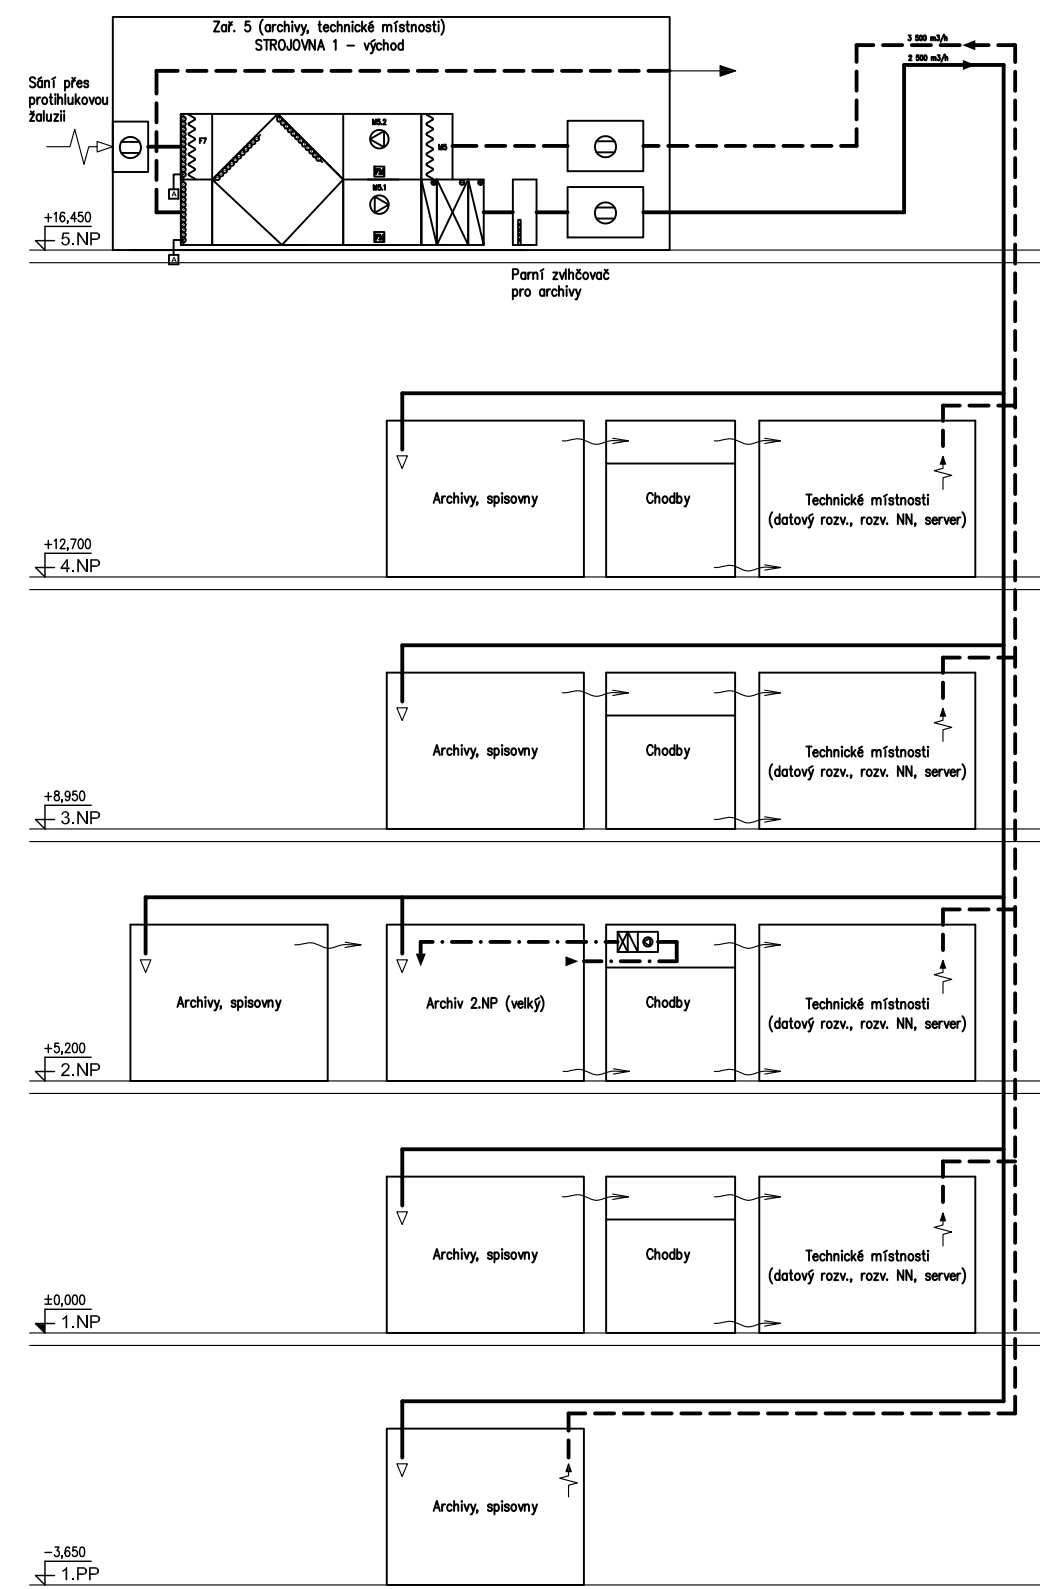 Zař. 5 (archivy, technické místnosti)
STROJOVNA 1 – východ
3 500 m3/h
2 500 m3/h
Sání přes
protihlukovou
žaluzii
F7
M5.2
FM
M5
M5.1
FM
A
A
+16,450
5.NP
Parní zvlhčovač
pro archivy
Archivy, spisovny
Chodby
Technické místnosti
(datový rozv., rozv. NN, server)
+12,700
4.NP
Archivy, spisovny
Chodby
Technické místnosti
(datový rozv., rozv. NN, server)
+8,950
3.NP
Archivy, spisovny
Archiv 2.NP (velký)
Chodby
Technické místnosti
(datový rozv., rozv. NN, server)
+5,200
2.NP
Archivy, spisovny
Chodby
Technické místnosti
(datový rozv., rozv. NN, server)
±0,000
1.NP
Archivy, spisovny
−3,650
1.PP